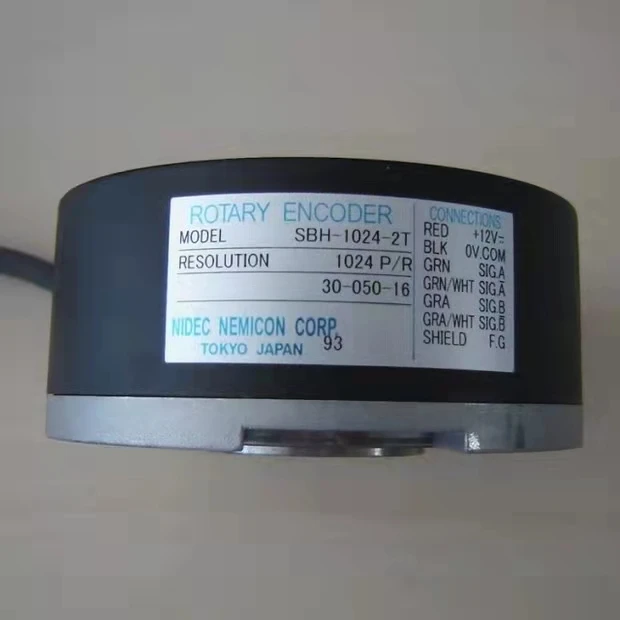 ROTARY ENCODER
MODEL SBH-1024-2T
RESOLUTION 1024 P/R
30-050-16
NIDEC NEMICON CORP.
TOKYO JAPAN 93
CONNECTIONS
RED +12V=
BLK 0V.COM
GRN SIG.A
GRN/WHT SIG.A̅
GRA SIG.B
GRA/WHT SIG.B̅
SHIELD F.G